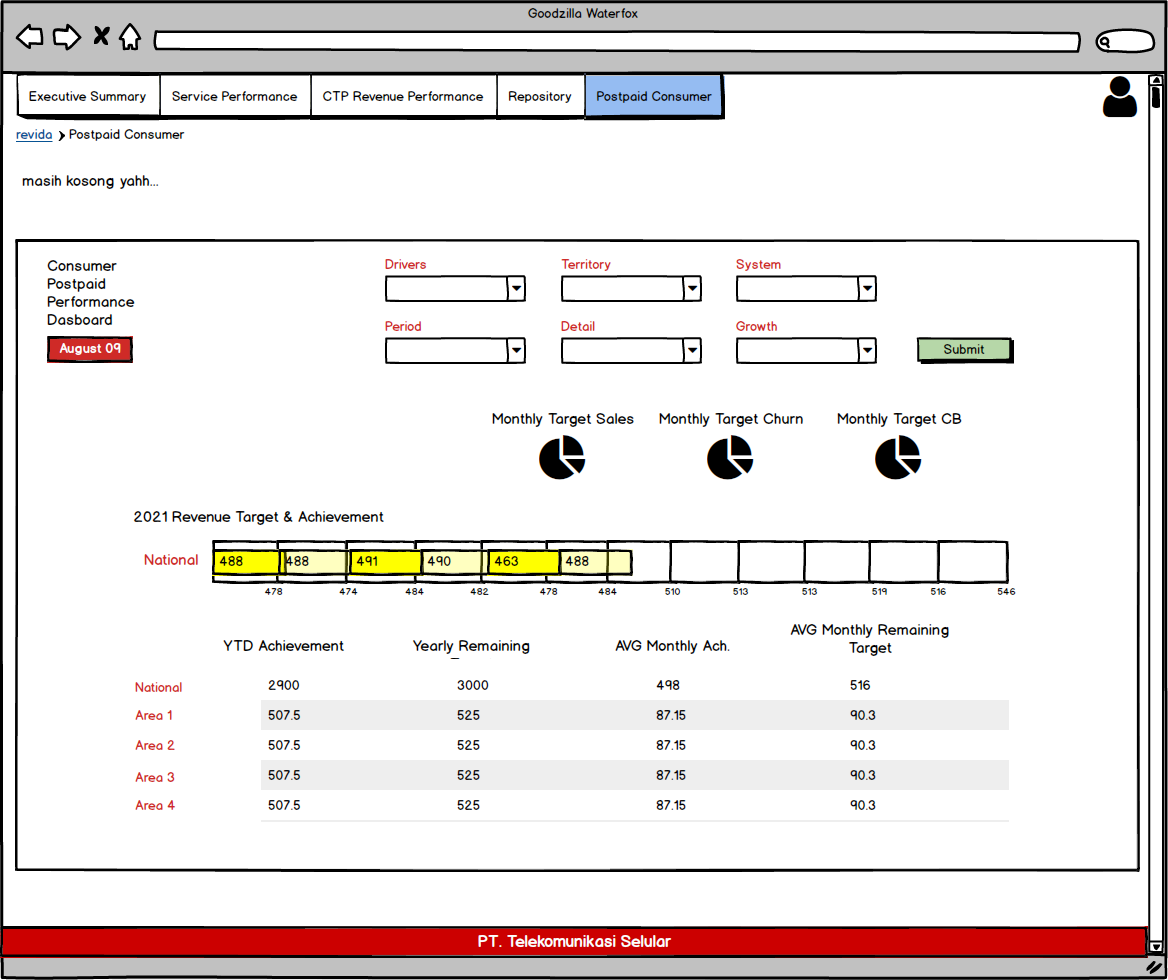 Goodzilla Waterfox
Executive Summary Service Performance CTP Revenue Performance Repository Postpaid Consumer
revida Postpaid Consumer
masih kosong yahh...
Consumer
Postpaid
Performance
Dasboard
August 09
Drivers Territory System
Period Detail Growth Submit
Monthly Target Sales Monthly Target Churn Monthly Target CB
2021 Revenue Target & Achievement
National 488 488 491 490 463 488
478 474 484 482 478 484 510 513 513 519 516 546
YTD Achievement Yearly Remaining AVG Monthly Ach. AVG Monthly Remaining
Target
National 2900 3000 498 516
Area 1 507.5 525 87.15 90.3
Area 2 507.5 525 87.15 90.3
Area 3 507.5 525 87.15 90.3
Area 4 507.5 525 87.15 90.3
PT. Telekomunikasi Selular